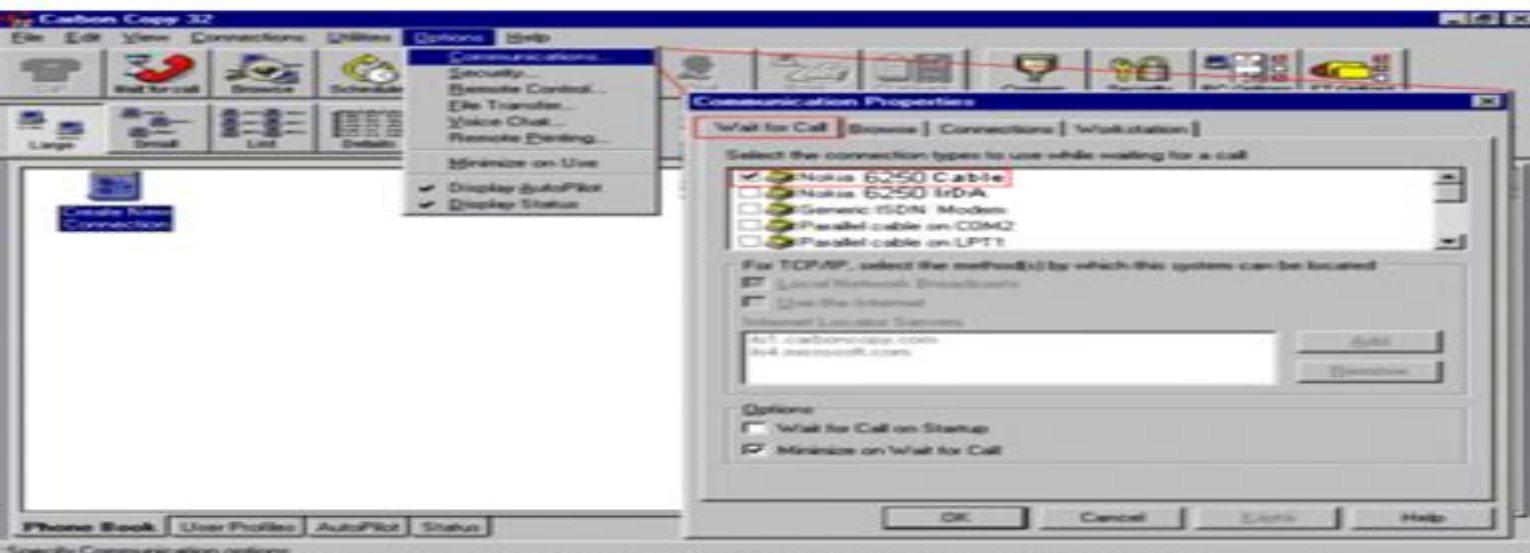 Carbon Copy 32
File Edit View Connections Utilities Options Help
Wait for call Browse Schedule Security
Large Small List Details
Communications...
Security...
Remote Control...
File Transfer...
Voice Chat...
Remote Printing...
Minimize on Use
Display AutoPilot
Display Status
Create New
Connection
Communication Properties
Wait for Call Browse Connections Workstation
Select the connection types to use while waiting for a call
Nokia 6250 Cable
Nokia 6250 IrDA
Generic ISDN Modem
Parallel cable on COM2
Parallel cable on LPT1
For TCP/IP, select the method(s) by which this system can be located
Local Network Broadcasts
Use the Internet
Internet Locator Servers
ils4.microsoft.com
Add
Remove
Options
Wait for Call on Startup
Minimize on Wait for Call
OK Cancel Help
Phone Book User Profiles AutoPilot Status
Specify Communication options